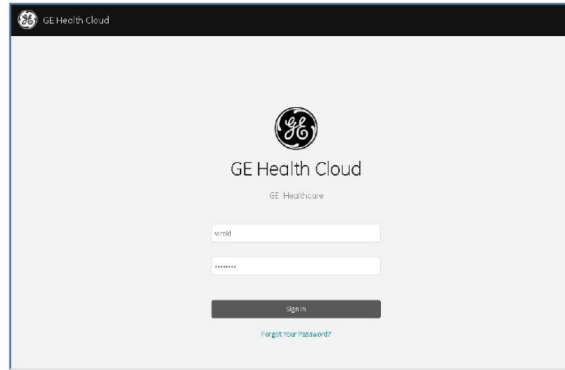 GE Health Cloud
GE Health Cloud
GE Healthcare
********
Sign In
Forgot Your Password?